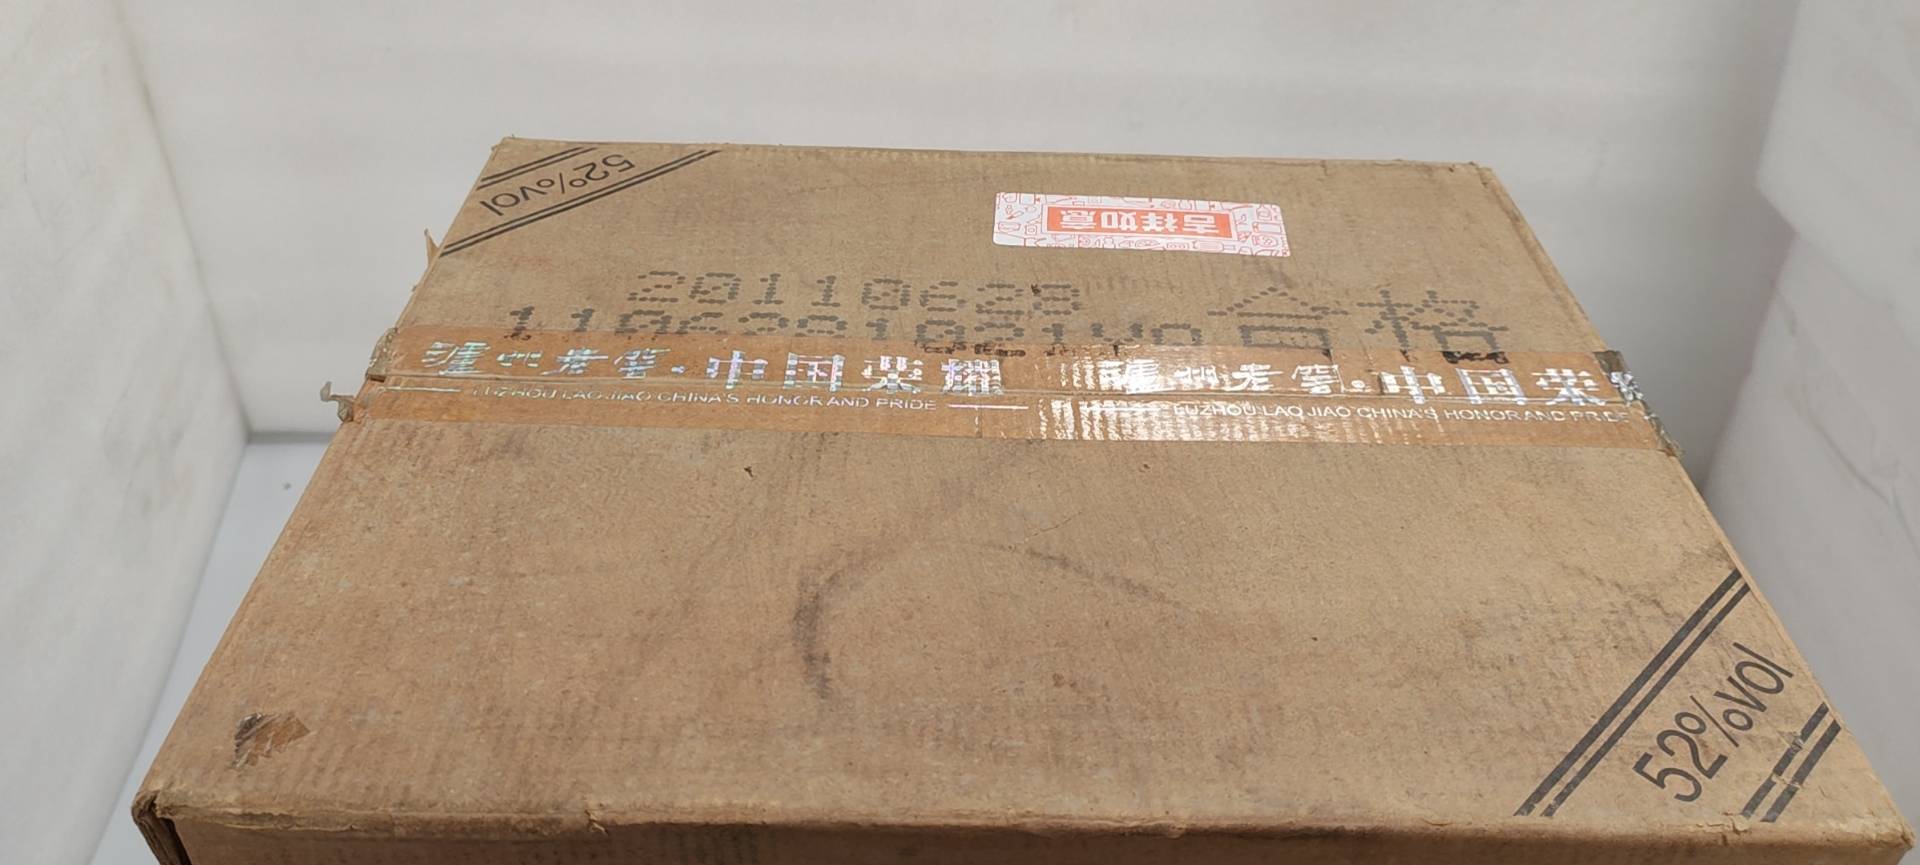 52%vol
吉祥如意
20110628
合格
泸州老窖·中国荣耀
LUZHOU LAOJIAO CHINA'S HONOR AND PRIDE
泸州老窖·中国荣耀
LUZHOU LAOJIAO CHINA'S HONOR AND PRIDE
52%vol